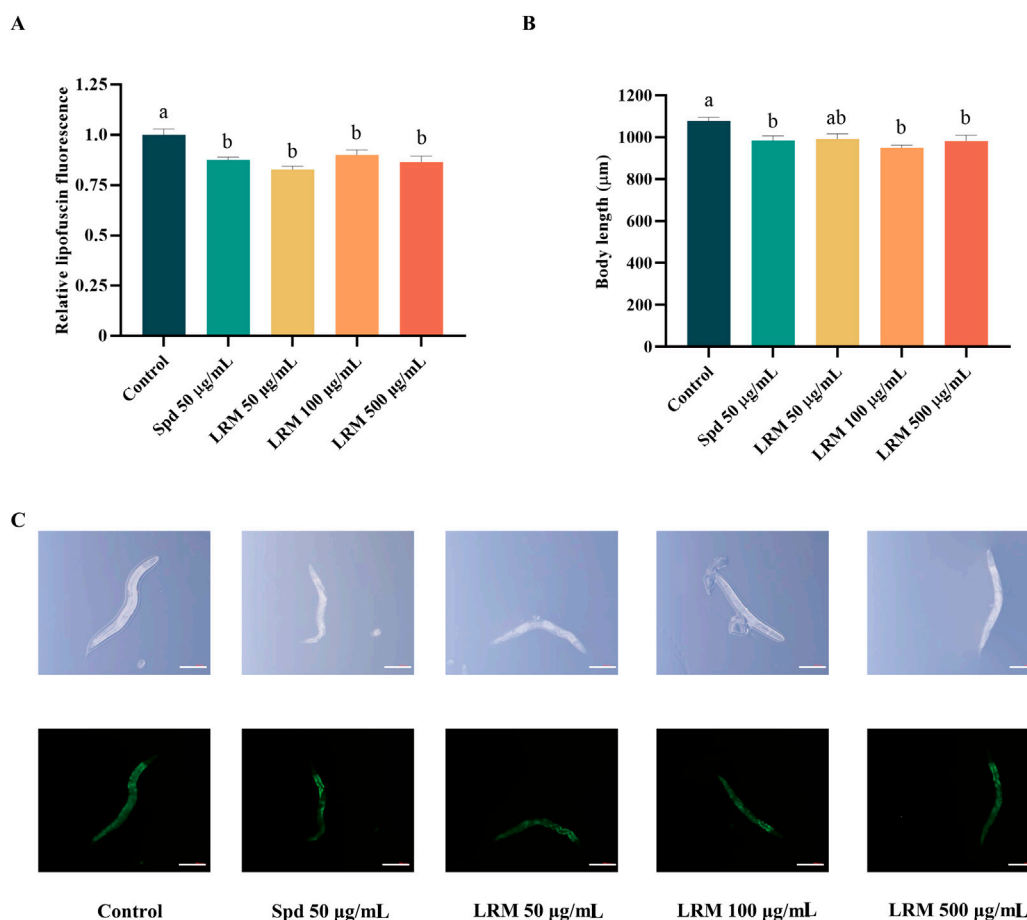 A
B
Relative lipofuscin fluorescence
1.25
1.0
0.75
0.5
0.25
0
a
b
b
b
b
Control
Spd 50 μg/mL
LRM 50 μg/mL
LRM 100 μg/mL
LRM 500 μg/mL
Body length (μm)
1200
1000
800
600
400
200
0
a
b
ab
b
b
Control
Spd 50 μg/mL
LRM 50 μg/mL
LRM 100 μg/mL
LRM 500 μg/mL
C
Control
Spd 50 μg/mL
LRM 50 μg/mL
LRM 100 μg/mL
LRM 500 μg/mL